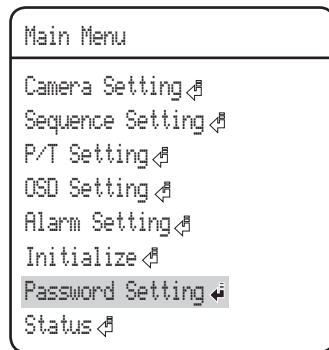 Main Menu
Camera Setting
Sequence Setting
P/T Setting
OSD Setting
Alarm Setting
Initialize
Password Setting
Status